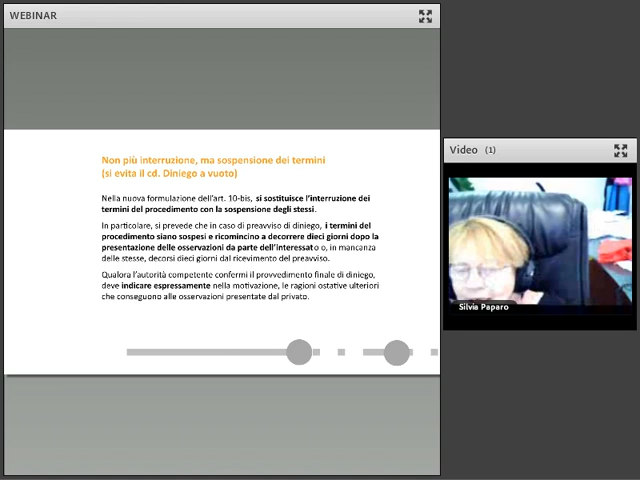 WEBINAR
Non più interruzione, ma sospensione dei termini
(si evita il cd. Diniego a vuoto)
Nella nuova formulazione dell'art. 10-bis, si sostituisce l'interruzione dei
termini del procedimento con la sospensione degli stessi.
In particolare, si prevede che in caso di preavviso di diniego, i termini del
procedimento siano sospesi e ricomincino a decorrere dieci giorni dopo la
presentazione delle osservazioni da parte dell'interessato o, in mancanza
delle stesse, decorsi dieci giorni dal ricevimento del preavviso.
Qualora l'autorità competente confermi il provvedimento finale di diniego,
deve indicare espressamente nella motivazione, le ragioni ostative ulteriori
che conseguono alle osservazioni presentate dal privato.
Video (1)
Silvia Paparo